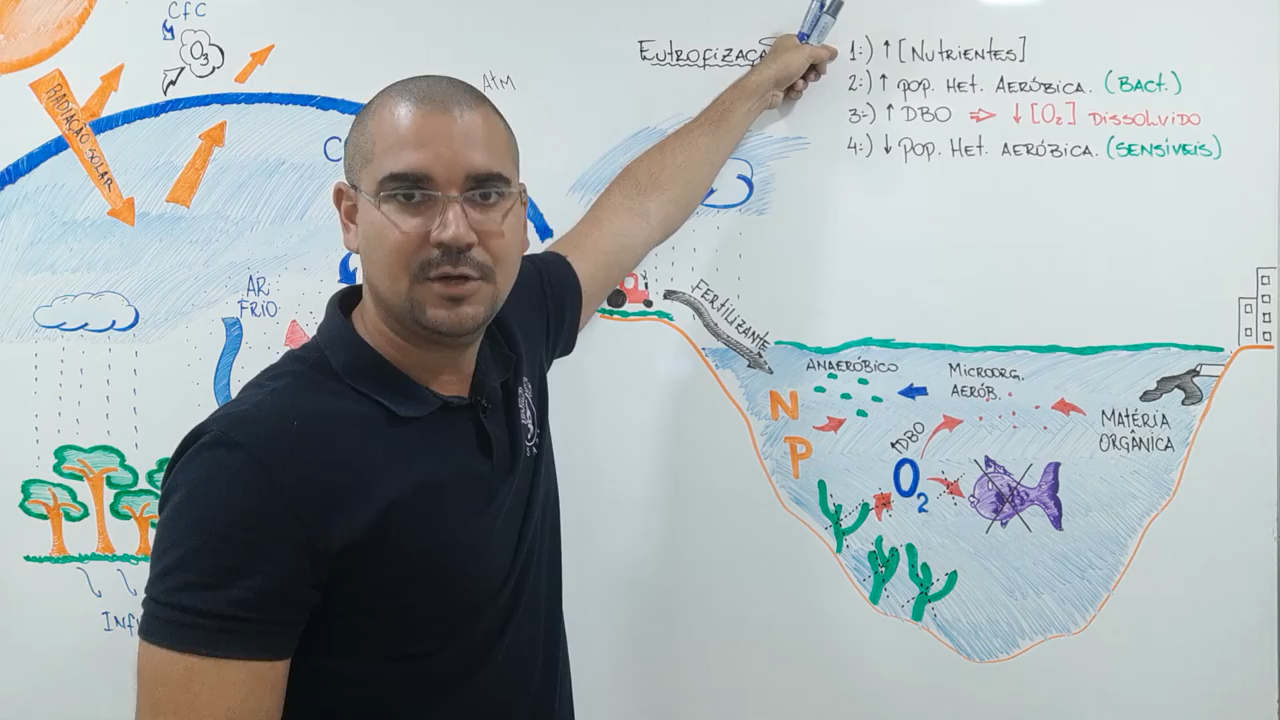 CFC
O3
RADIAÇÃO SOLAR
Atm
AR
FRIO
1:) ↑ [Nutrientes]
2:) ↑ pop. Het. AERÓBICA. (BACT.)
3:) ↑ DBO ⇒ ↓ [O2] DISSOLVIDO
4:) ↓ Pop. Het. AERÓBICA. (SENSÍVEIS)
FERTILIZANTE
ANAERÓBICO
MICROORG.
AERÓB.
N
P
↑DBO
O2
MATÉRIA
ORGÂNICA